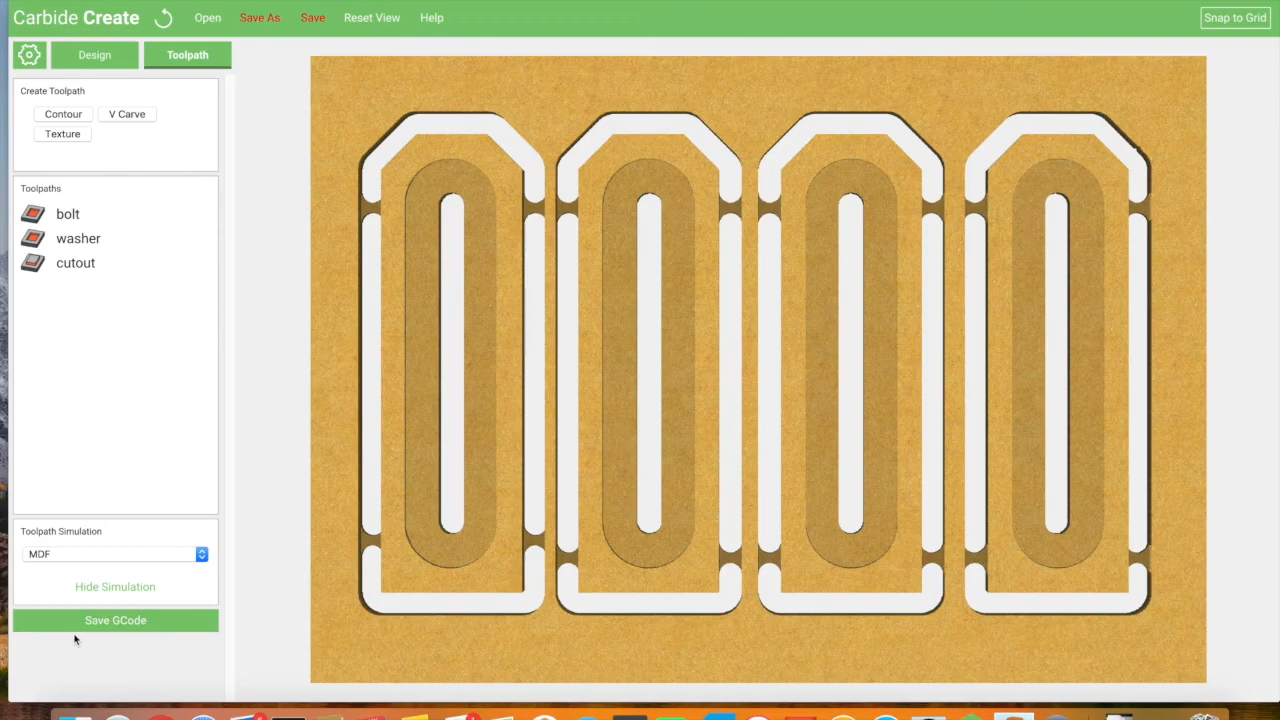 Carbide Create Open Save As Save Reset View Help Snap to Grid
Design Toolpath
Create Toolpath
Contour V Carve
Texture
Toolpaths
bolt
washer
cutout
Toolpath Simulation
MDF
Hide Simulation
Save GCode